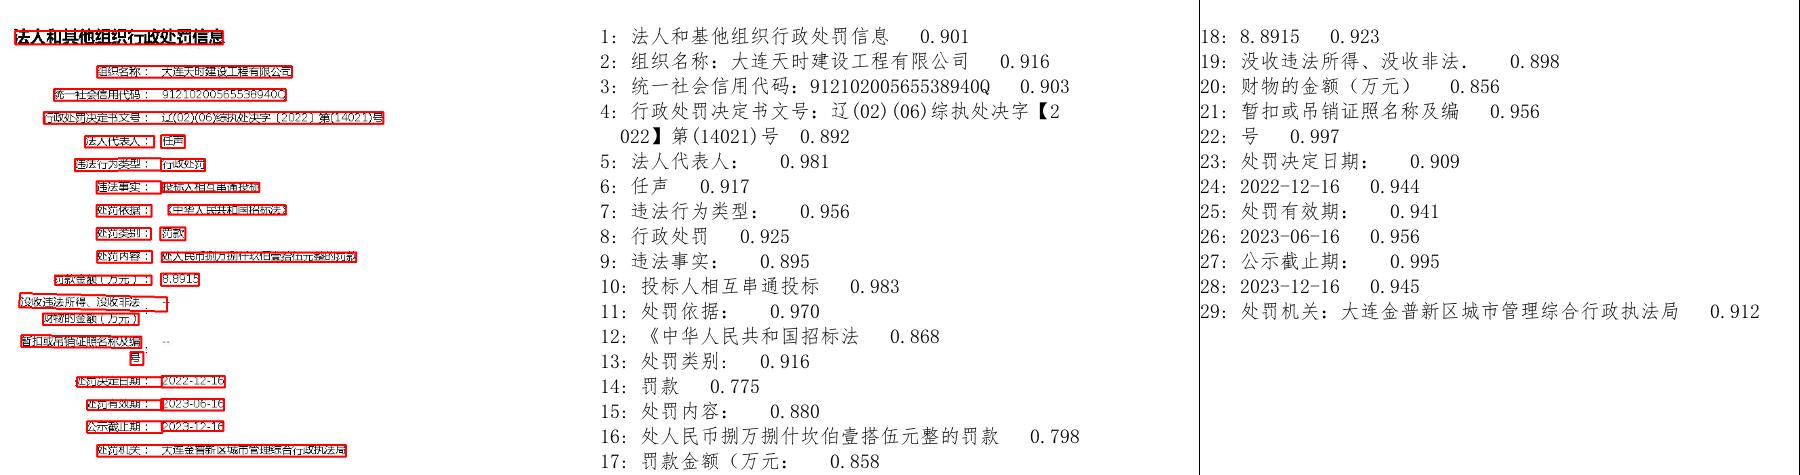 法人和其他组织行政处罚信息
组织名称： 大连天时建设工程有限公司
统一社会信用代码： 91210200565538940Q
行政处罚决定书文号： 辽(02)(06)综执处决字〔2022〕第(14021)号
法人代表人： 任声
违法行为类型： 行政处罚
违法事实： 投标人相互串通投标
处罚依据： 《中华人民共和国招标法》
处罚类别： 罚款
处罚内容： 处人民币捌万捌仟玖佰壹拾伍元整的罚款
罚款金额（万元）： 8.8915
没收违法所得、没收非法 --
财物的金额（万元）：
暂扣或吊销证照名称及编 --
号：
处罚决定日期： 2022-12-16
处罚有效期： 2023-06-16
公示截止期： 2023-12-16
处罚机关： 大连金普新区城市管理综合行政执法局
1: 法人和基他组织行政处罚信息 0.901
2: 组织名称: 大连天时建设工程有限公司 0.916
3: 统一社会信用代码: 91210200565538940Q 0.903
4: 行政处罚决定书文号: 辽(02)(06)综执处决字【2
022】第(14021)号 0.892
5: 法人代表人: 0.981
6: 任声 0.917
7: 违法行为类型: 0.956
8: 行政处罚 0.925
9: 违法事实: 0.895
10: 投标人相互串通投标 0.983
11: 处罚依据: 0.970
12: 《中华人民共和国招标法 0.868
13: 处罚类别: 0.916
14: 罚款 0.775
15: 处罚内容: 0.880
16: 处人民币捌万捌什坎佰壹搭伍元整的罚款 0.798
17: 罚款金额（万元: 0.858
18: 8.8915 0.923
19: 没收违法所得、没收非法. 0.898
20: 财物的金额（万元） 0.856
21: 暂扣或吊销证照名称及编 0.956
22: 号 0.997
23: 处罚决定日期: 0.909
24: 2022-12-16 0.944
25: 处罚有效期: 0.941
26: 2023-06-16 0.956
27: 公示截止期: 0.995
28: 2023-12-16 0.945
29: 处罚机关: 大连金普新区城市管理综合行政执法局 0.912